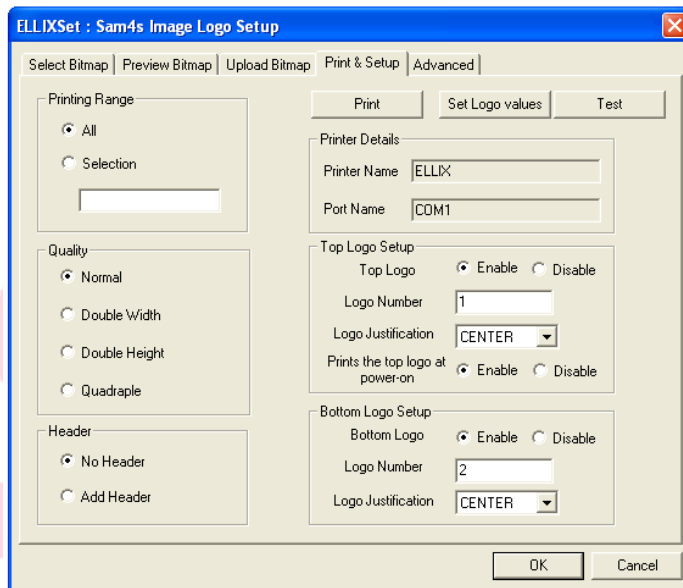 ELLIXSet : Sam4s Image Logo Setup
Select Bitmap Preview Bitmap Upload Bitmap Print & Setup Advanced
Printing Range
All
Selection
Quality
Normal
Double Width
Double Height
Quadraple
Header
No Header
Add Header
Print Set Logo values Test
Printer Details
Printer Name ELLIX
Port Name COM1
Top Logo Setup
Top Logo Enable Disable
Logo Number 1
Logo Justification CENTER
Prints the top logo at
power-on Enable Disable
Bottom Logo Setup
Bottom Logo Enable Disable
Logo Number 2
Logo Justification CENTER
OK Cancel